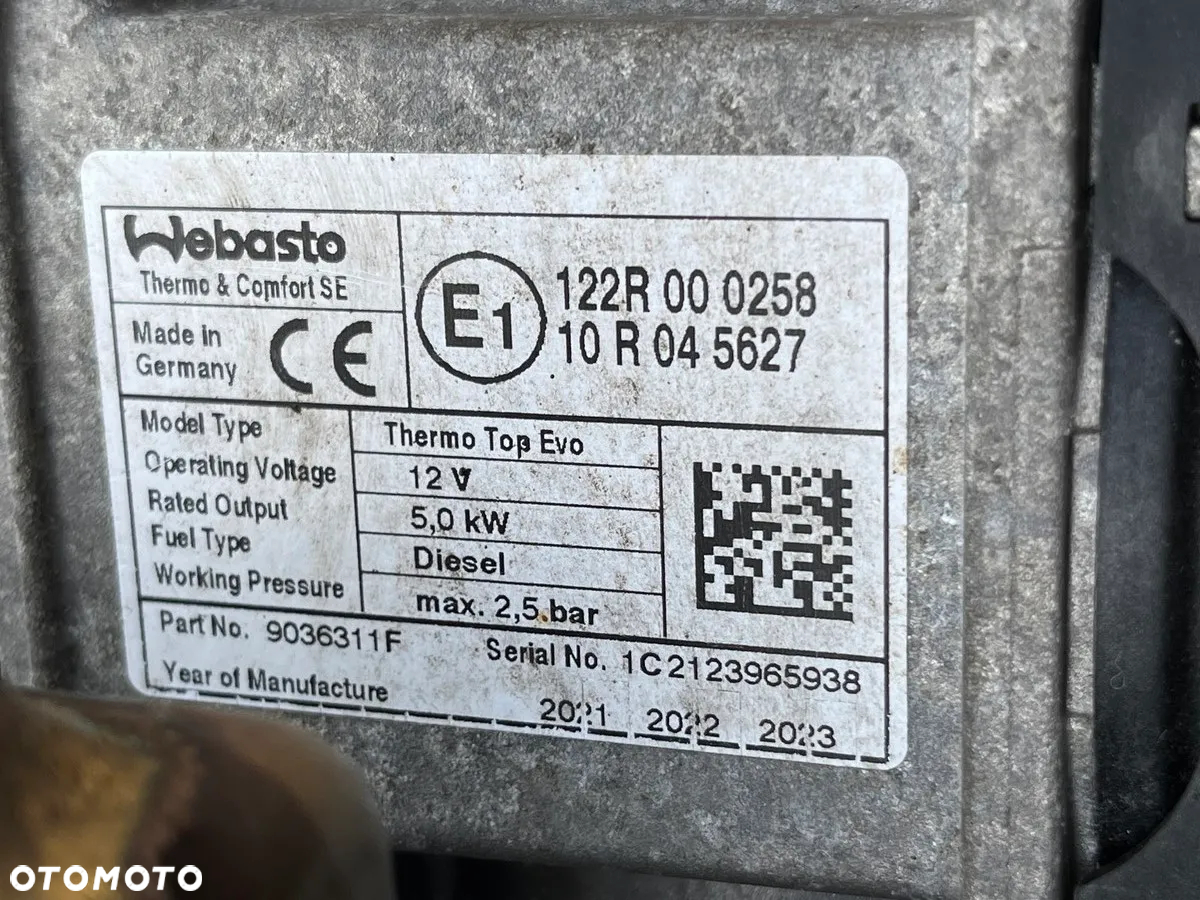 Webasto
Thermo & Comfort SE
Made in
Germany
CE
E1
122R 00 0258
10 R 04 5627
Model Type Thermo Top Evo
Operating Voltage 12 V
Rated Output 5,0 kW
Fuel Type Diesel
Working Pressure max. 2,5 bar
Part No. 9036311F Serial No. 1C2123965938
Year of Manufacture 2021 2022 2023
OTOMOTO